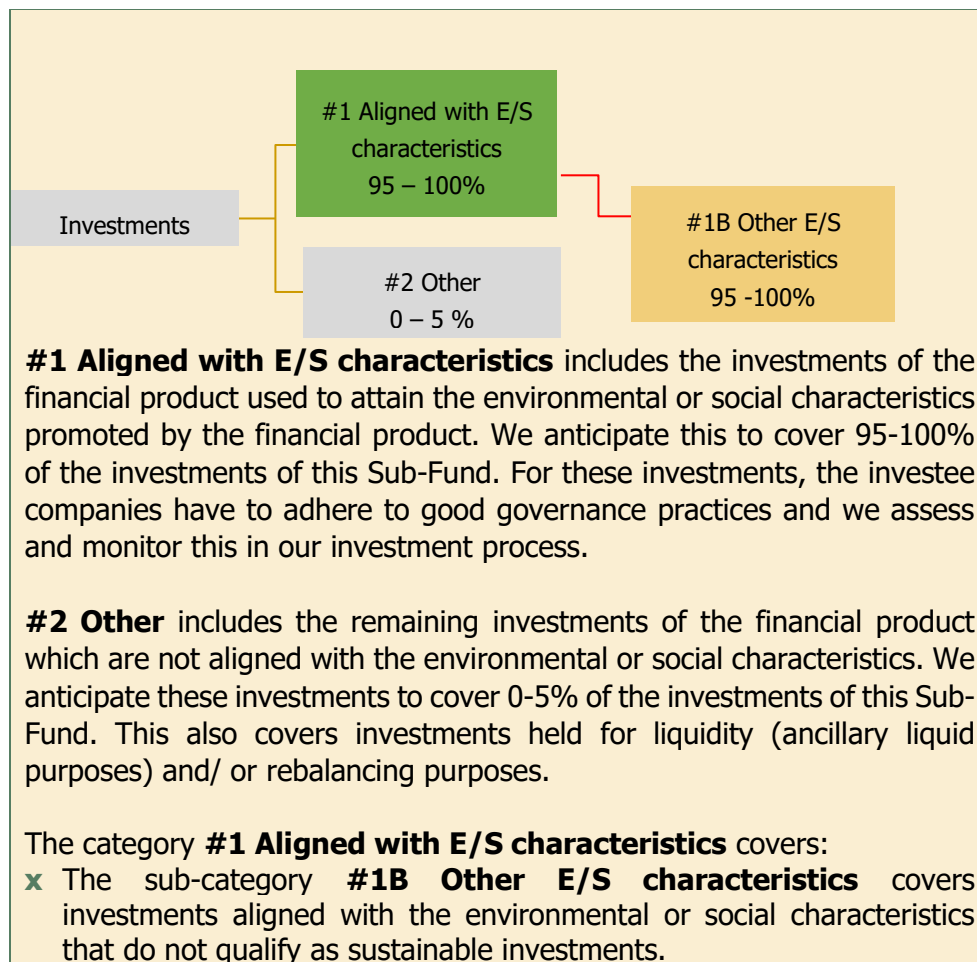 #1 Aligned with E/S
characteristics
95 – 100%
Investments
#1B Other E/S
characteristics
95 -100%
#2 Other
0 – 5 %
#1 Aligned with E/S characteristics includes the investments of the
financial product used to attain the environmental or social characteristics
promoted by the financial product. We anticipate this to cover 95-100%
of the investments of this Sub-Fund. For these investments, the investee
companies have to adhere to good governance practices and we assess
and monitor this in our investment process.
#2 Other includes the remaining investments of the financial product
which are not aligned with the environmental or social characteristics. We
anticipate these investments to cover 0-5% of the investments of this Sub-
Fund. This also covers investments held for liquidity (ancillary liquid
purposes) and/ or rebalancing purposes.
The category #1 Aligned with E/S characteristics covers:
x The sub-category #1B Other E/S characteristics covers
investments aligned with the environmental or social characteristics
that do not qualify as sustainable investments.